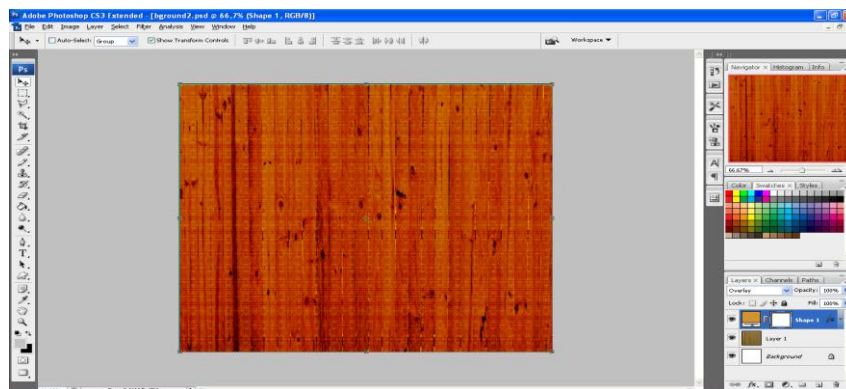 Adobe Photoshop CS3 Extended - [bground2.psd @ 66,7% (Shape 1, RGB/8)]
File Edit Image Layer Select Filter Analysis View Window Help
Auto-Select: Group Show Transform Controls Workspace
Ps
Navigator × Histogram Info
66.67%
Color Swatches × Styles
Layers × Channels Paths
Overlay Opacity: 100%
Lock: Fill: 100%
Shape 1 fx
Layer 1
Background